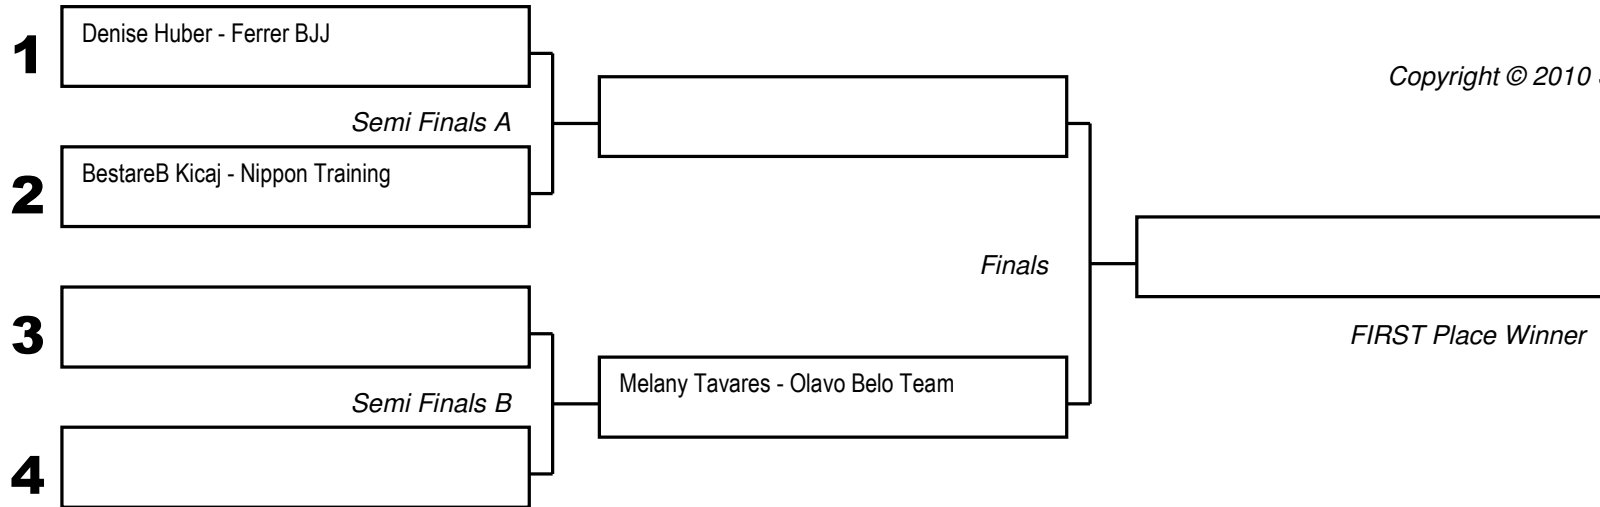 1
Denise Huber - Ferrer BJJ
Copyright © 2010
Semi Finals A
2
BestareB Kicaj - Nippon Training
Finals
3
FIRST Place Winner
Semi Finals B
Melany Tavares - Olavo Belo Team
4